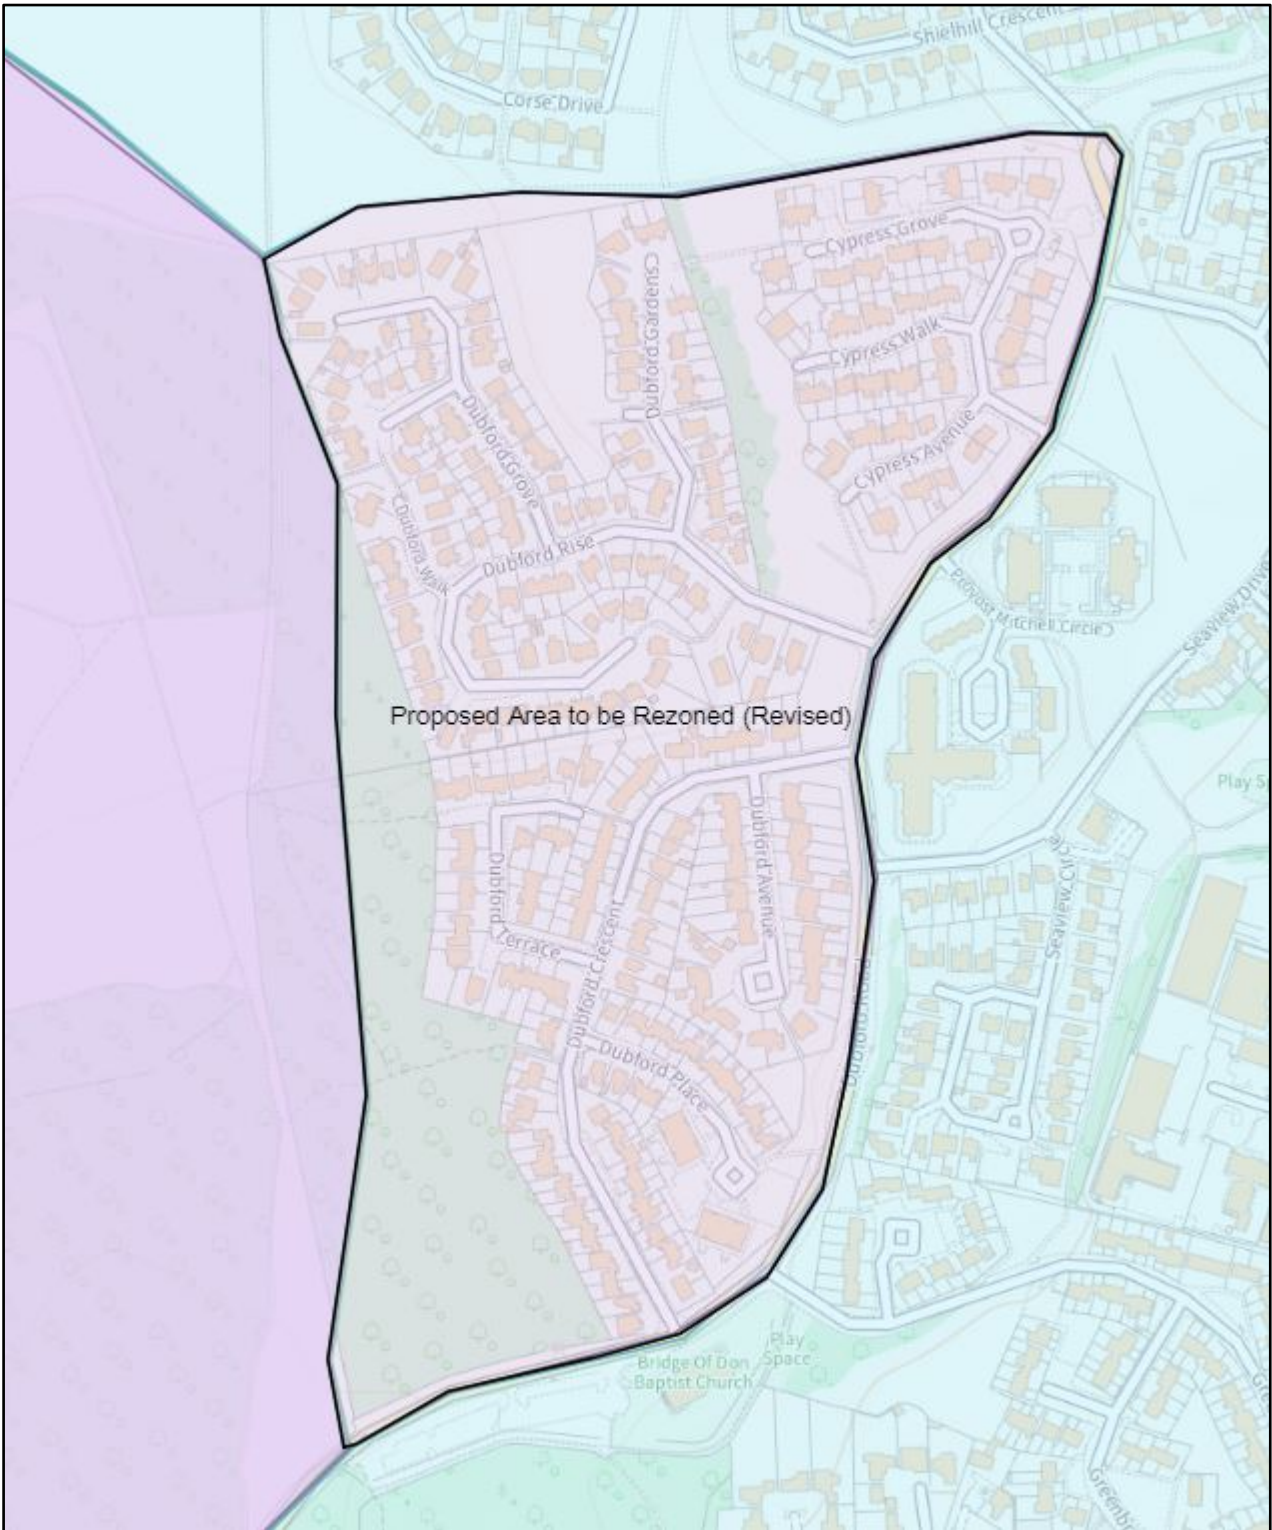 Shielhill Crescent
Corse Drive
Cypress Grove
Dubford Gardens
Cypress Walk
Dubford Grove
Cypress Avenue
Dubford Walk
Dubford Rise
Provost Mitchell Circle
Seaview Drive
Proposed Area to be Rezoned (Revised)
Play
Dubford Avenue
Seaview Circle
Dubford Terrace
Dubford Crescent
Dubford Place
Play
Space
Bridge Of Don
Baptist Church